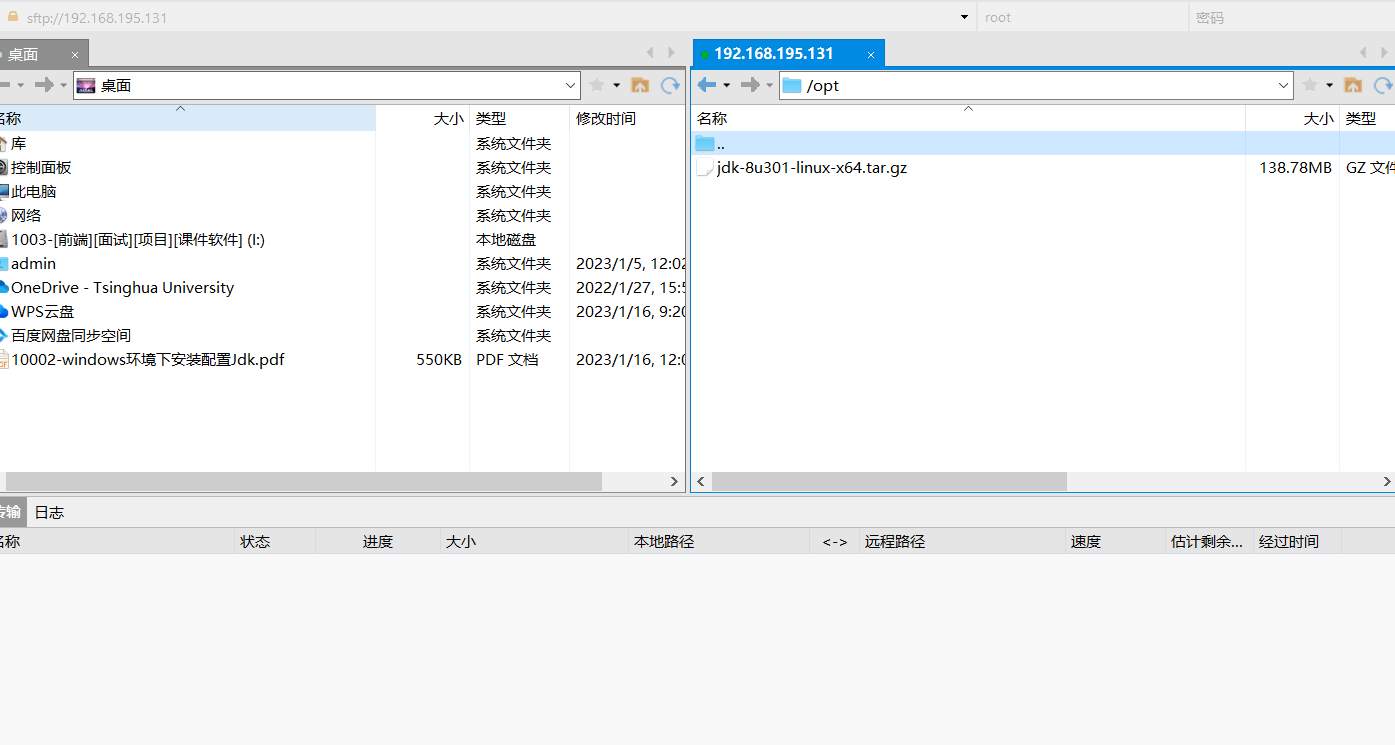 sftp://192.168.195.131 root 密码
桌面 × 192.168.195.131 ×
桌面 /opt
名称 大小 类型 修改时间 名称 大小 类型
库 系统文件夹 ..
控制面板 系统文件夹 jdk-8u301-linux-x64.tar.gz 138.78MB GZ 文件
此电脑 系统文件夹
网络 系统文件夹
1003-[前端][面试][项目][课件软件] (I:) 本地磁盘
admin 系统文件夹 2023/1/5, 12:02
OneDrive - Tsinghua University 系统文件夹 2022/1/27, 15:5
WPS云盘 系统文件夹 2023/1/16, 9:20
百度网盘同步空间 系统文件夹
10002-windows环境下安装配置Jdk.pdf 550KB PDF 文档 2023/1/16, 12:0
传输 日志
名称 状态 进度 大小 本地路径 <-> 远程路径 速度 估计剩余... 经过时间